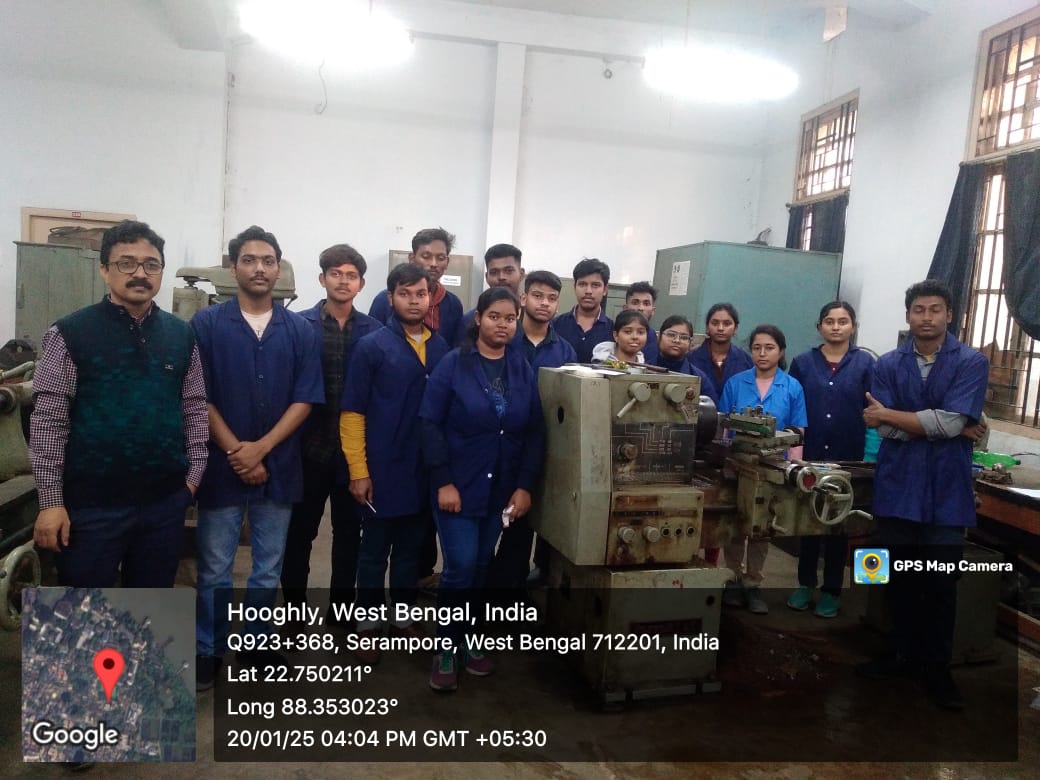 GPS Map Camera
Hooghly, West Bengal, India
Q923+368, Serampore, West Bengal 712201, India
Lat 22.750211°
Long 88.353023°
20/01/25 04:04 PM GMT +05:30
Google